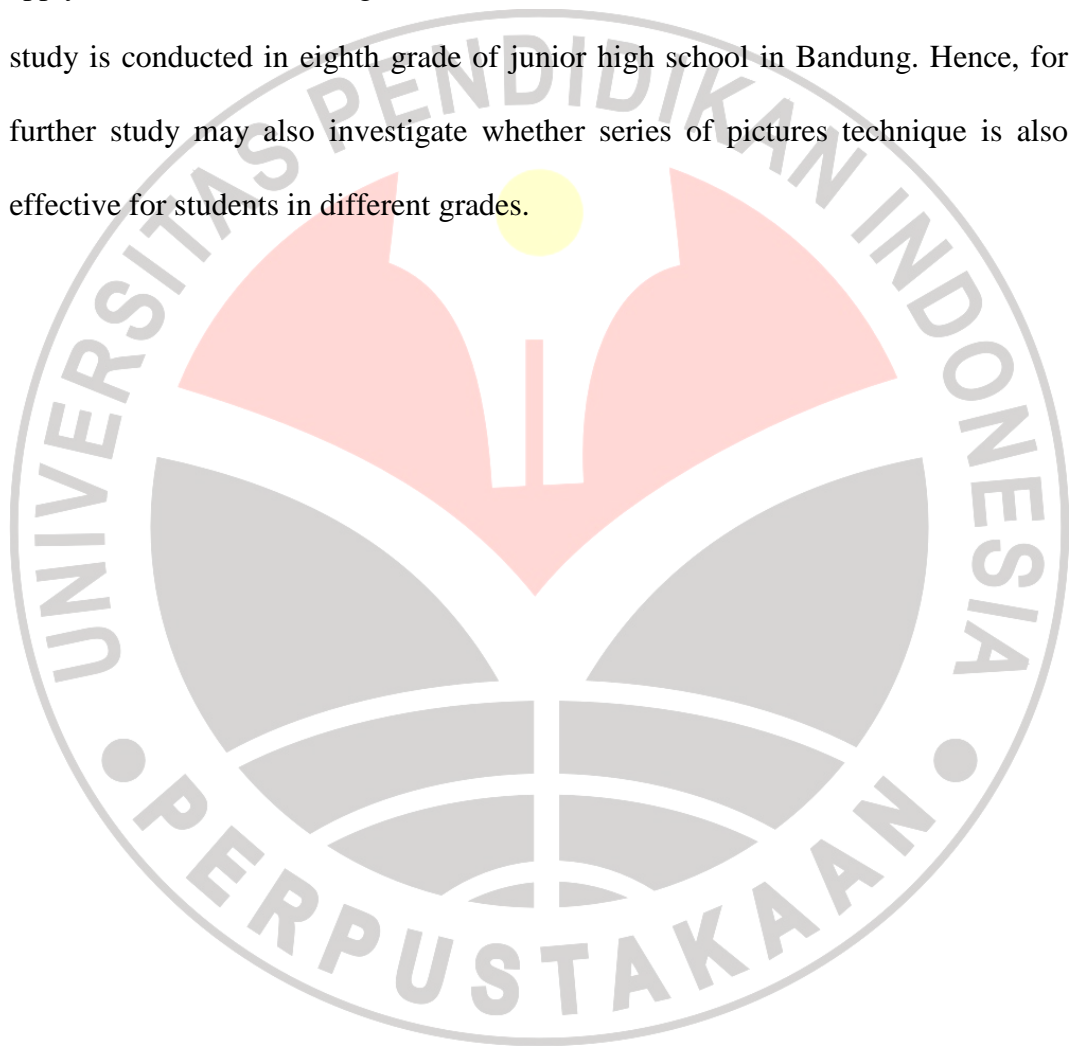 study is conducted in eighth grade of junior high school in Bandung. Hence, for
further study may also investigate whether series of pictures technique is also
effective for students in different grades.
UNIVERSITAS PENDIDIKAN INDONESIA
PERPUSTAKAAN